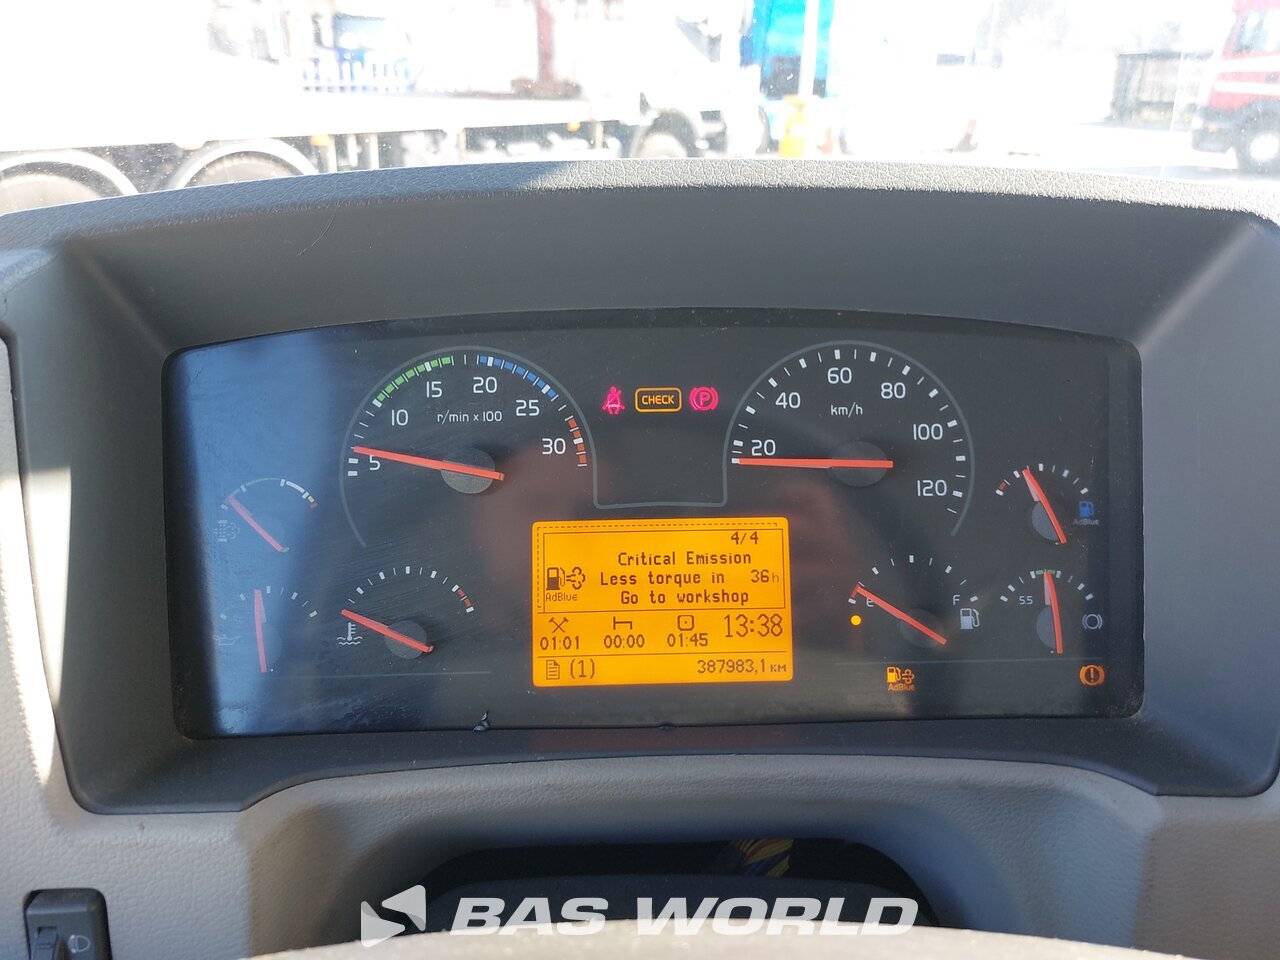 5
10
15
20
25
30
r/min x 100
CHECK
P
20
40
60
80
100
120
km/h
AdBlue
4/4
Critical Emission
Less torque in 36h
Go to workshop
AdBlue
01:01
00:00
01:45
13:38
(1)
387983,1 KM
E
F
5.5
AdBlue
BAS WORLD